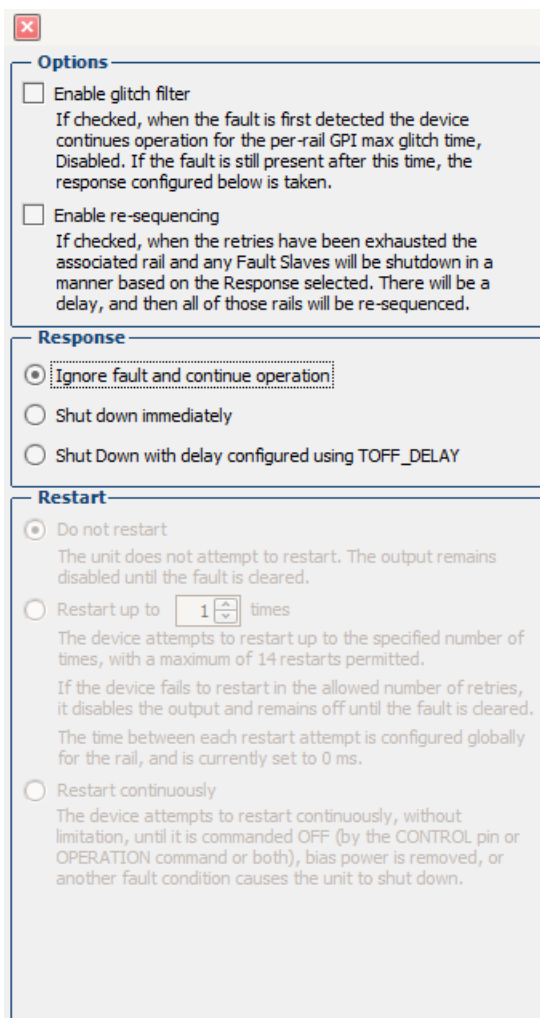 Options
Enable glitch filter
If checked, when the fault is first detected the device
continues operation for the per-rail GPI max glitch time,
Disabled. If the fault is still present after this time, the
response configured below is taken.
Enable re-sequencing
If checked, when the retries have been exhausted the
associated rail and any Fault Slaves will be shutdown in a
manner based on the Response selected. There will be a
delay, and then all of those rails will be re-sequenced.
Response
Ignore fault and continue operation
Shut down immediately
Shut Down with delay configured using TOFF_DELAY
Restart
Do not restart
The unit does not attempt to restart. The output remains
disabled until the fault is cleared.
Restart up to 1 times
The device attempts to restart up to the specified number of
times, with a maximum of 14 restarts permitted.
If the device fails to restart in the allowed number of retries,
it disables the output and remains off until the fault is cleared.
The time between each restart attempt is configured globally
for the rail, and is currently set to 0 ms.
Restart continuously
The device attempts to restart continuously, without
limitation, until it is commanded OFF (by the CONTROL pin or
OPERATION command or both), bias power is removed, or
another fault condition causes the unit to shut down.